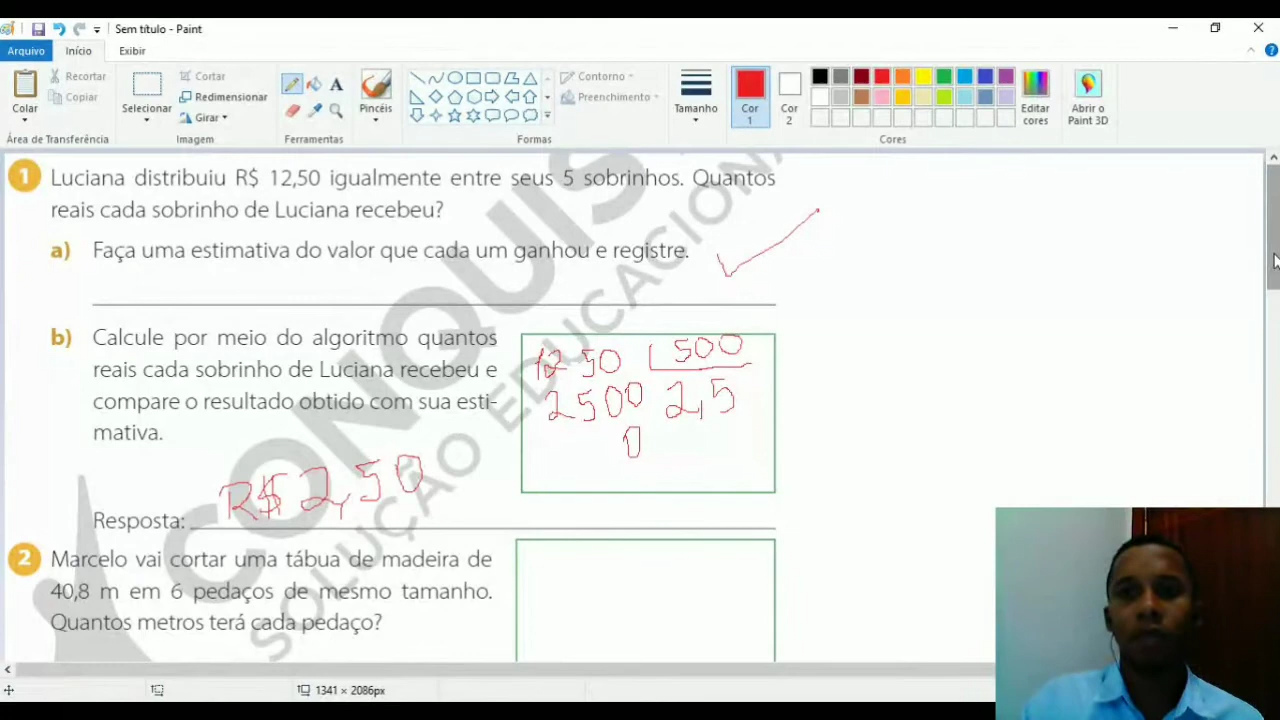 Sem título - Paint
Arquivo Início Exibir
Colar
Recortar
Copiar
Área de Transferência
Selecionar
Cortar
Redimensionar
Girar
Imagem
A
Ferramentas
Pincéis
Contorno
Preenchimento
Formas
Tamanho
Cor
1
Cor
2
Editar
cores
Cores
Abrir o
Paint 3D
1 Luciana distribuiu R$ 12,50 igualmente entre seus 5 sobrinhos. Quantos
reais cada sobrinho de Luciana recebeu?
a) Faça uma estimativa do valor que cada um ganhou e registre.
b) Calcule por meio do algoritmo quantos
reais cada sobrinho de Luciana recebeu e
compare o resultado obtido com sua esti-
mativa.
1250 500
2500 2,5
0
Resposta: R$ 2,50
2 Marcelo vai cortar uma tábua de madeira de
40,8 m em 6 pedaços de mesmo tamanho.
Quantos metros terá cada pedaço?
CONQUIS
SOLUÇÃO EDUCACIONA
1341 × 2086px